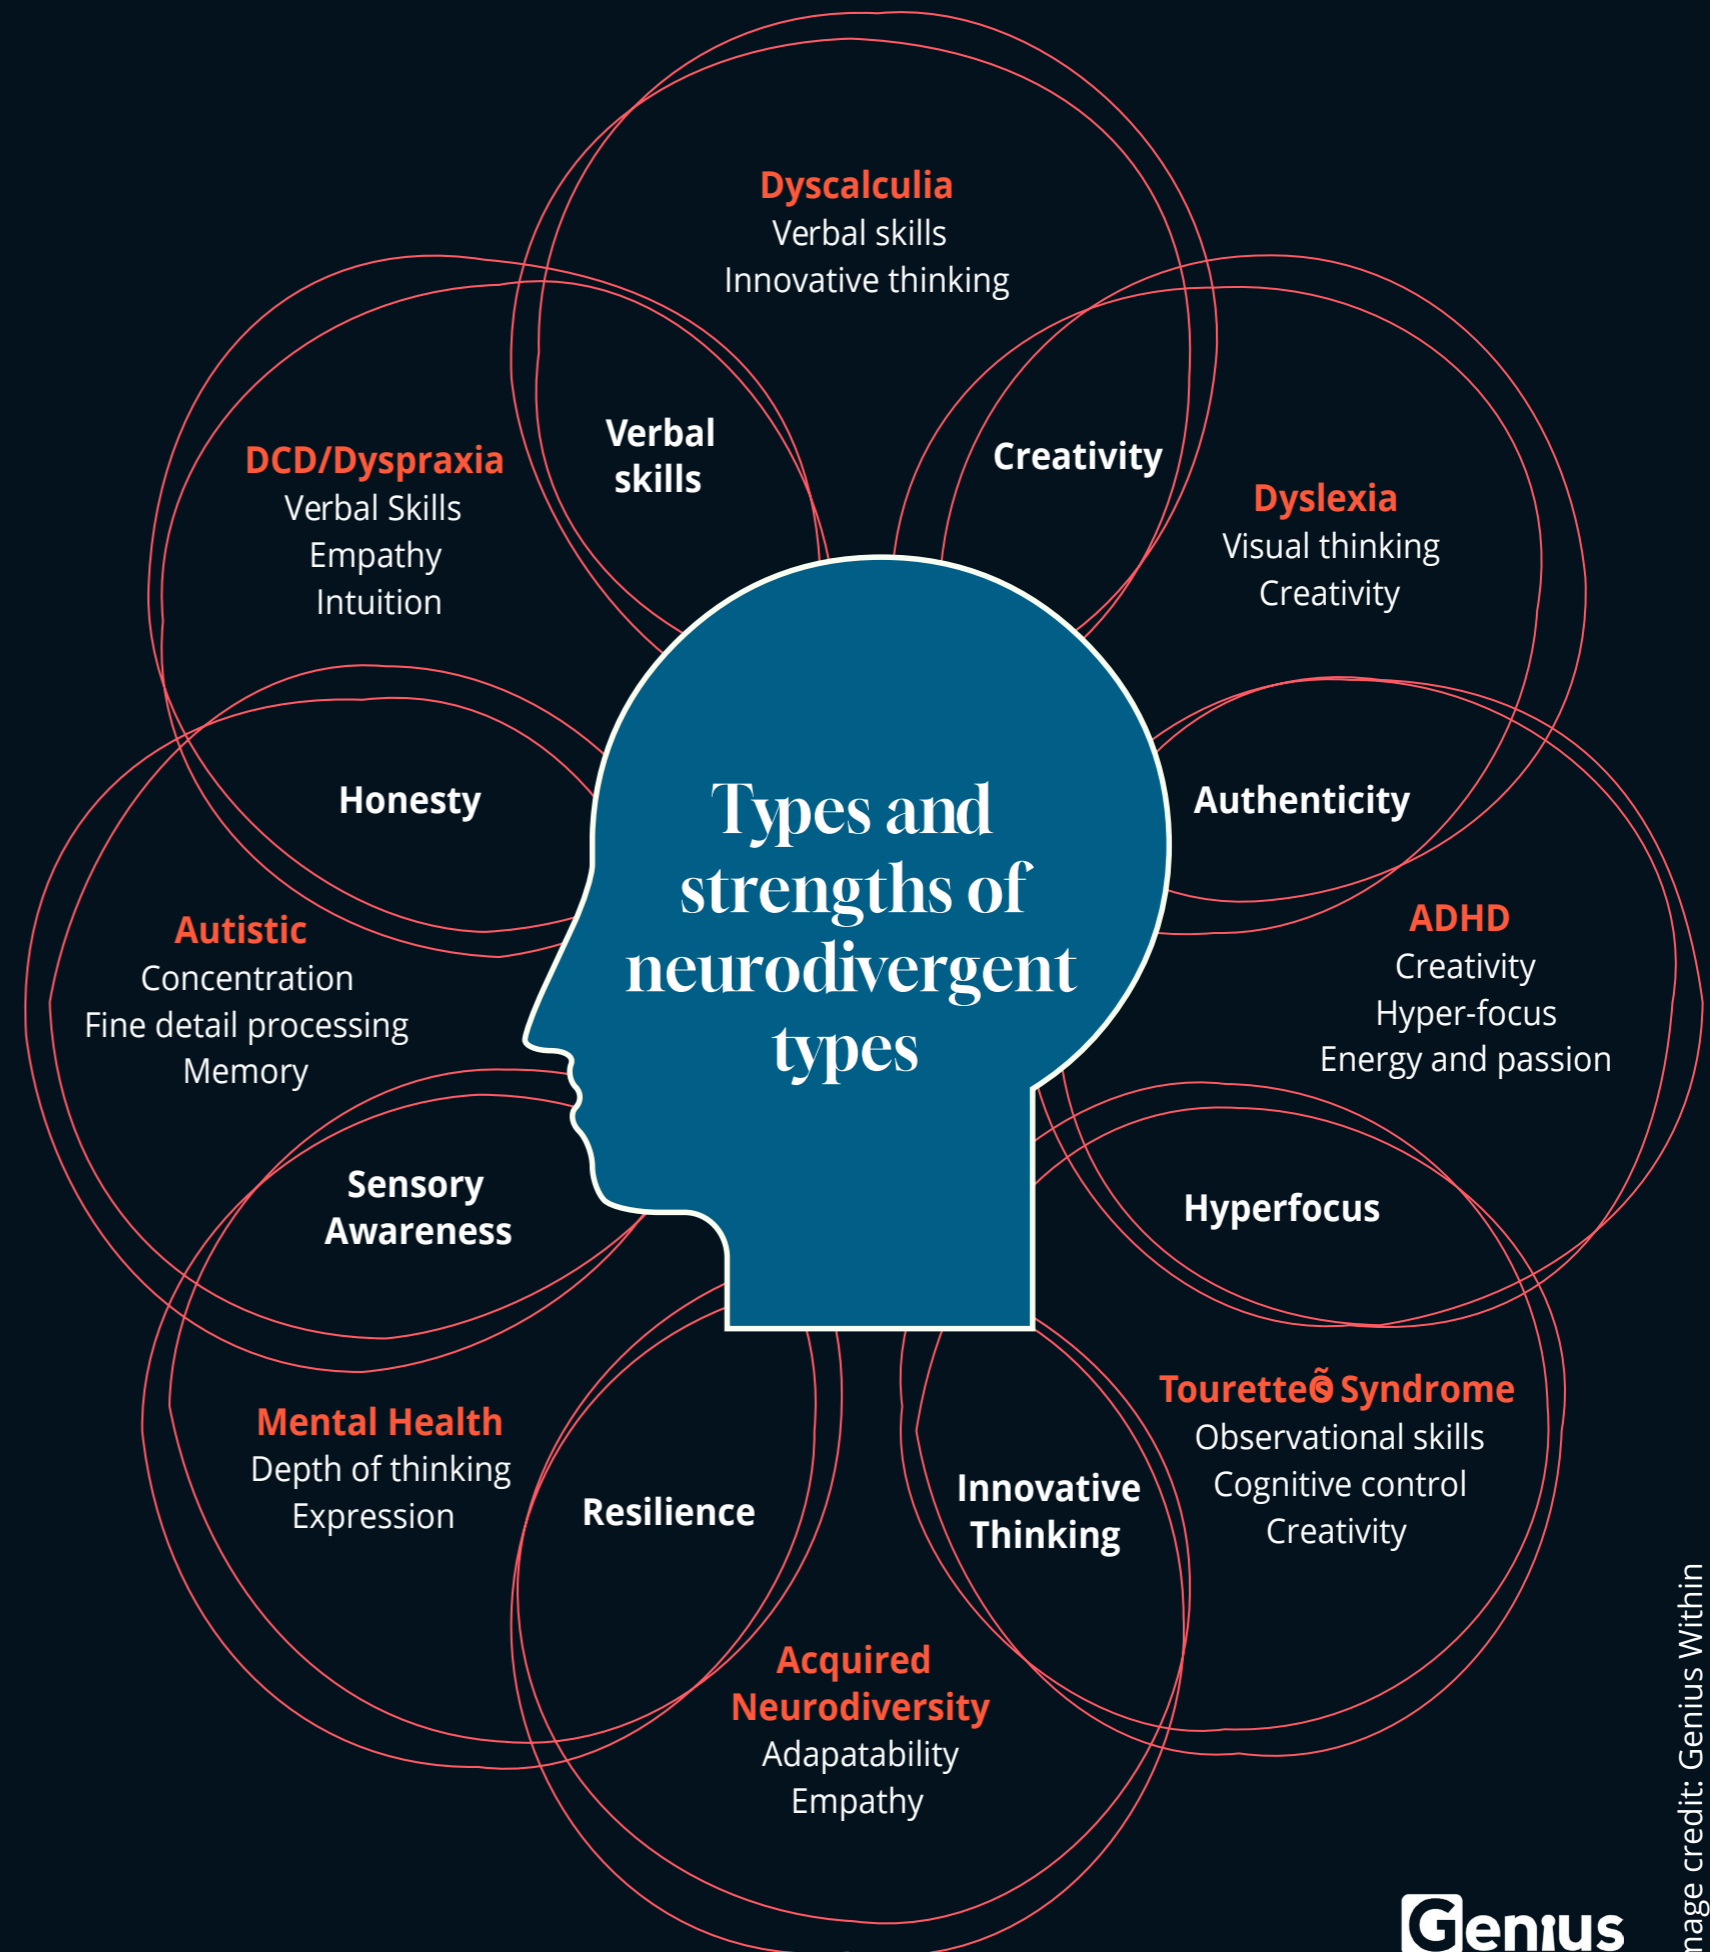 Dyscalculia
Verbal skills
Innovative thinking
Verbal
skills
Creativity
DCD/Dyspraxia
Verbal Skills
Empathy
Intuition
Dyslexia
Visual thinking
Creativity
Honesty
Authenticity
Types and
strengths of
neurodivergent
types
Autistic
Concentration
Fine detail processing
Memory
ADHD
Creativity
Hyper-focus
Energy and passion
Sensory
Awareness
Hyperfocus
Mental Health
Depth of thinking
Expression
Resilience
Innovative
Thinking
Syndrome
Observational skills
Cognitive control
Creativity
Acquired
Neurodiversity
Adapatability
Empathy
Genius
mage credit: Genius Within